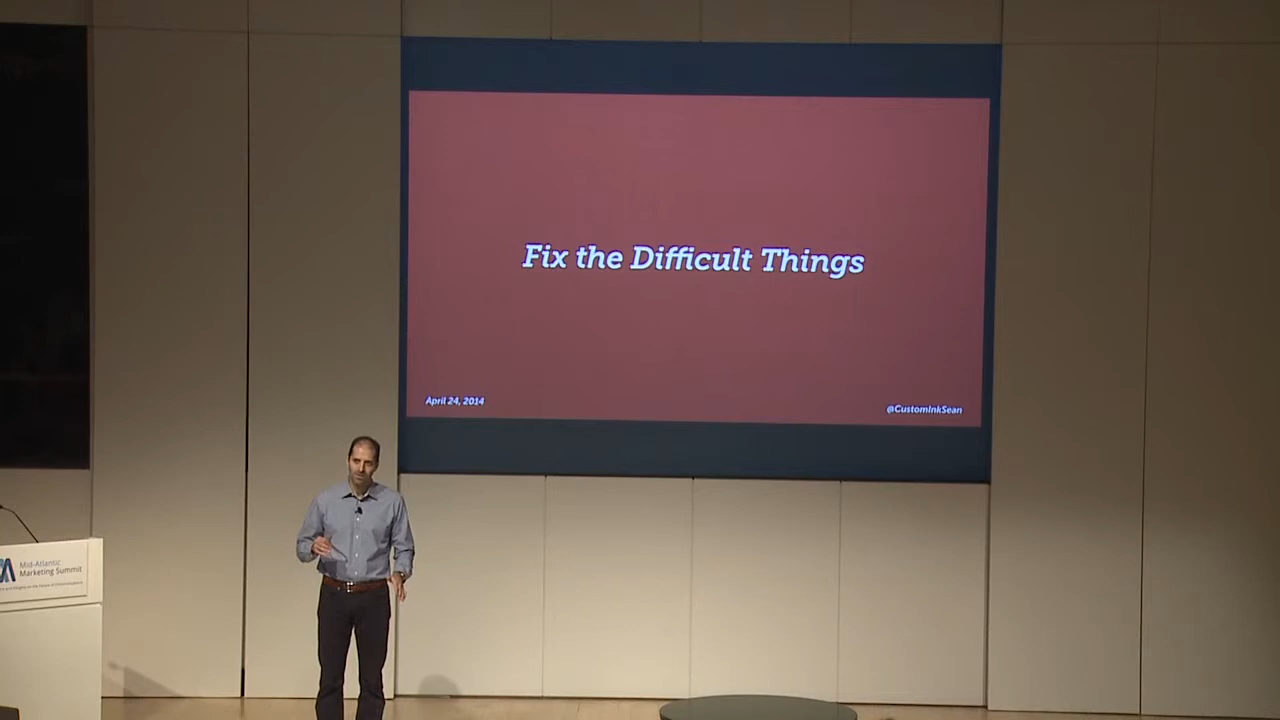 Fix the Difficult Things
April 24, 2014
@CustomInkSean
Mid-Atlantic
Marketing Summit